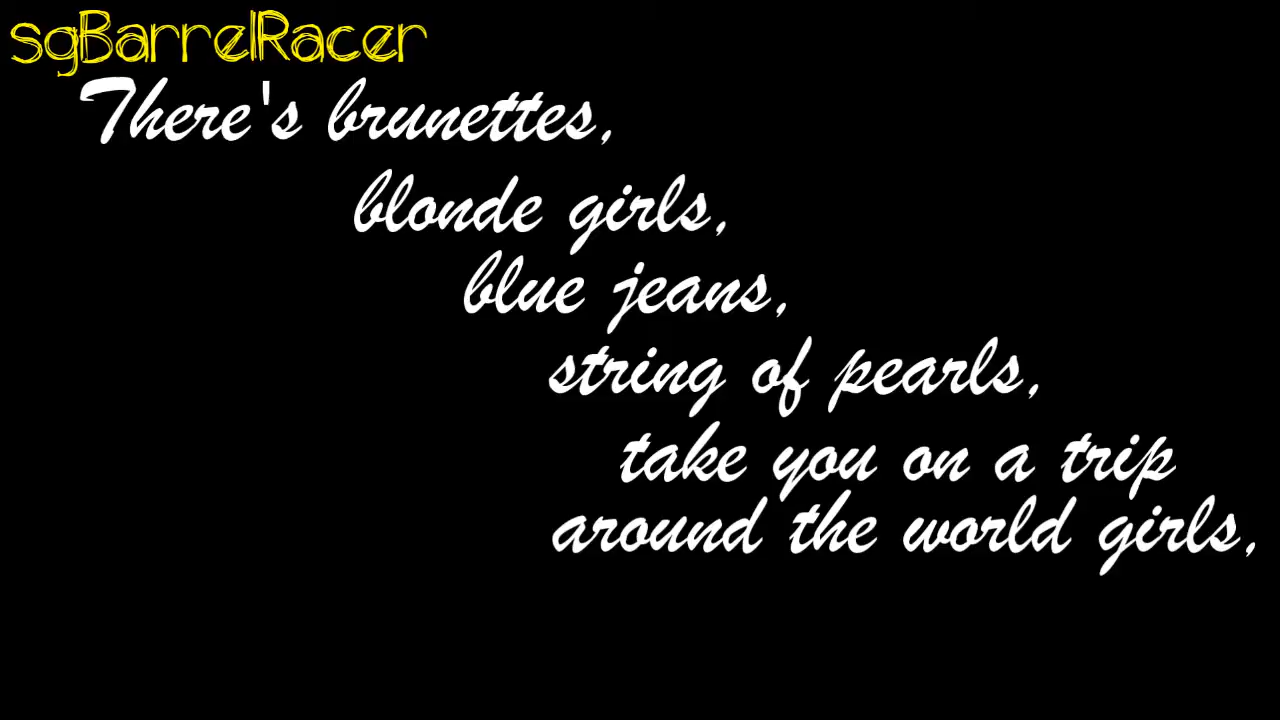 sgBarrelRacer
There's brunettes,
blonde girls,
blue jeans,
string of pearls,
take you on a trip
around the world girls,